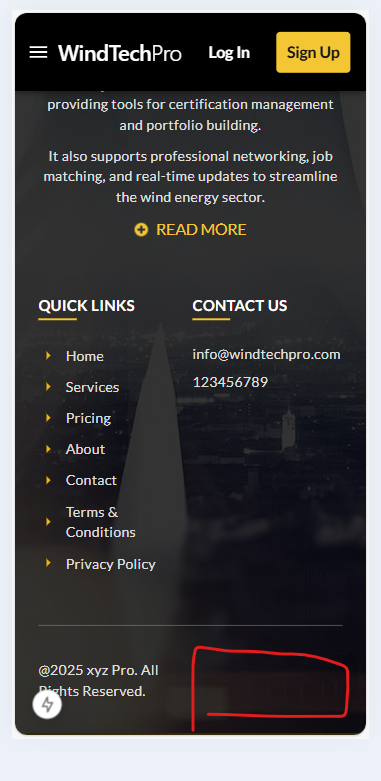 WindTechPro Log In Sign Up
providing tools for certification management
and portfolio building.
It also supports professional networking, job
matching, and real-time updates to streamline
the wind energy sector.
READ MORE
QUICK LINKS
Home
Services
Pricing
About
Contact
Terms &
Conditions
Privacy Policy
CONTACT US
info@windtechpro.com
123456789
@2025 xyz Pro. All
Rights Reserved.